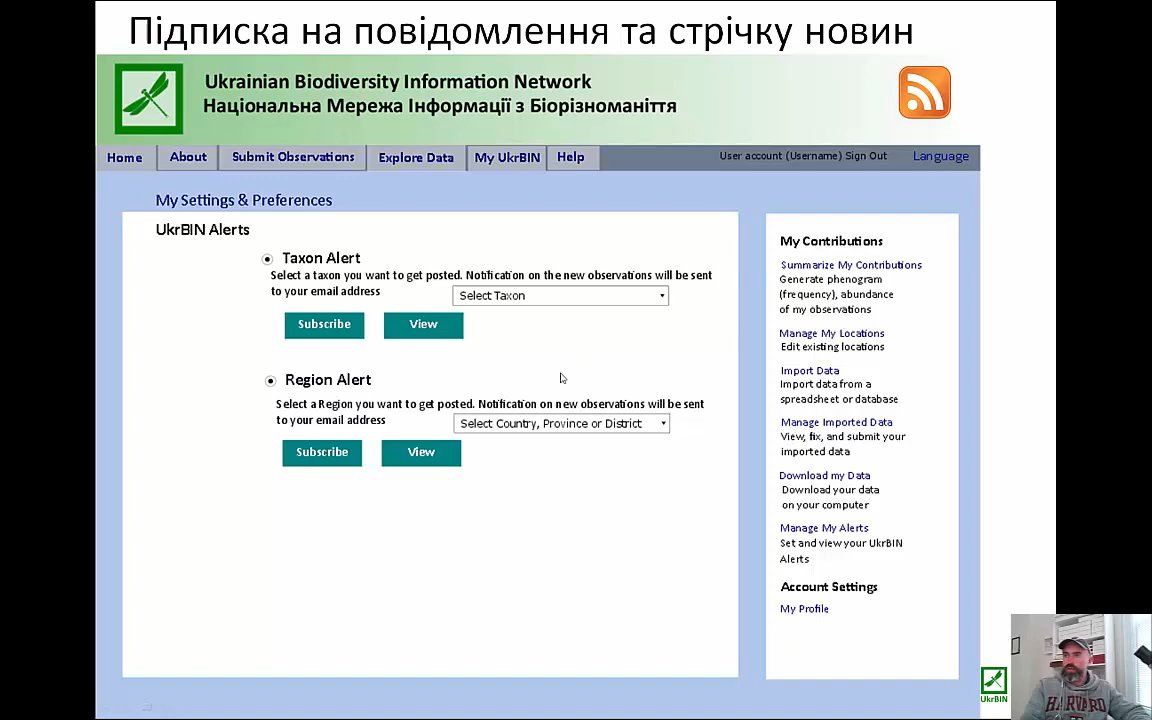 Підписка на повідомлення та стрічку новин
Ukrainian Biodiversity Information Network
Національна Мережа Інформації з Біорізноманіття
Home About Submit Observations Explore Data My UkrBIN Help User account (Username) Sign Out Language
My Settings & Preferences
UkrBIN Alerts
Taxon Alert
Select a taxon you want to get posted. Notification on the new observations will be sent
to your email address
Select Taxon
Subscribe View
Region Alert
Select a Region you want to get posted. Notification on new observations will be sent
to your email address
Select Country, Province or District
Subscribe View
My Contributions
Summarize My Contributions
Generate phenogram
(frequency), abundance
of my observations
Manage My Locations
Edit existing locations
Import Data
Import data from a
spreadsheet or database
Manage Imported Data
View, fix, and submit your
imported data
Download my Data
Download your data
on your computer
Manage My Alerts
Set and view your UkrBIN
Alerts
Account Settings
My Profile
UkrBIN
HARVARD